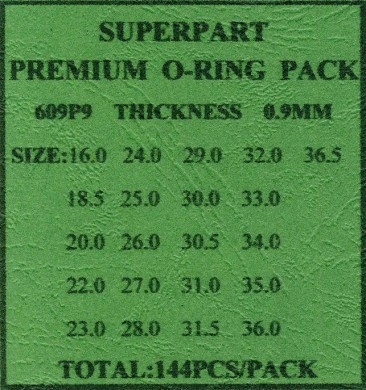 SUPERPART
PREMIUM O-RING PACK
609P9 THICKNESS 0.9MM
SIZE:16.0 24.0 29.0 32.0 36.5
18.5 25.0 30.0 33.0
20.0 26.0 30.5 34.0
22.0 27.0 31.0 35.0
23.0 28.0 31.5 36.0
TOTAL:144PCS/PACK